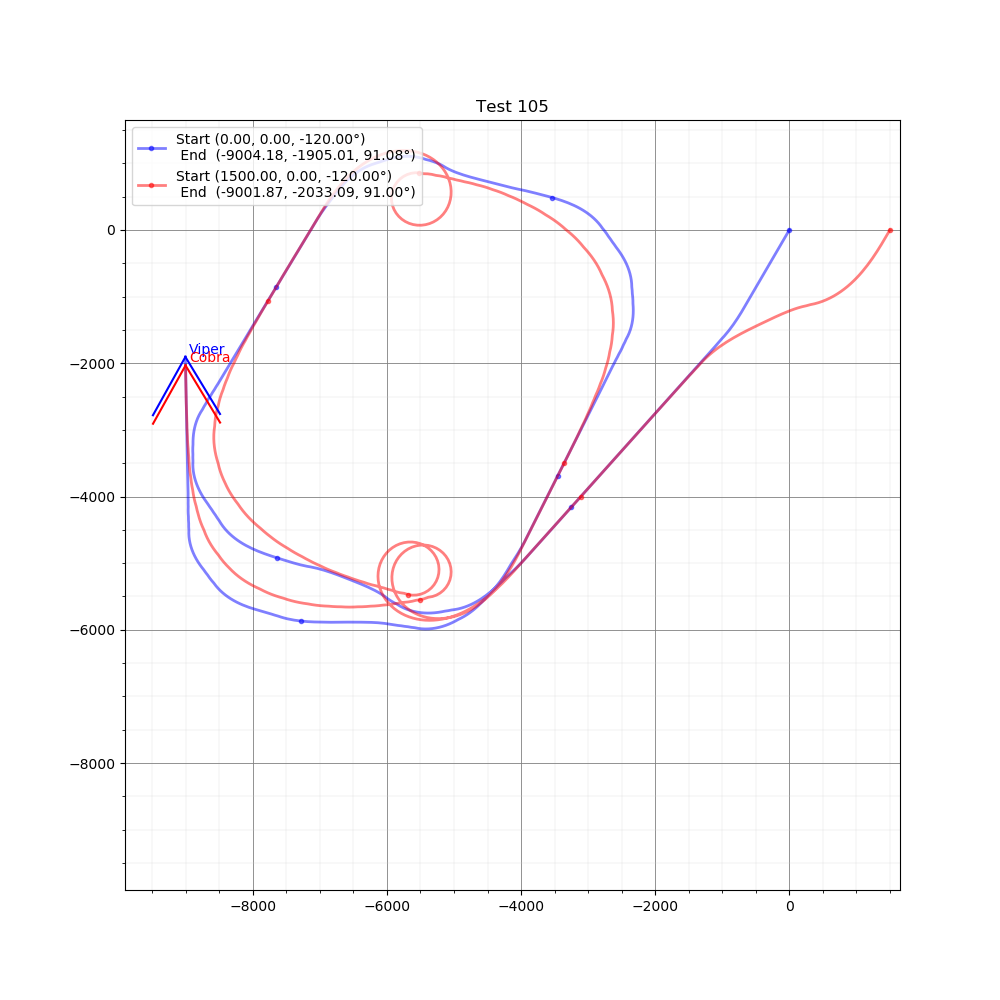 Test 105
Start (0.00, 0.00, -120.00°)
End (-9004.18, -1905.01, 91.08°)
Start (1500.00, 0.00, -120.00°)
End (-9001.87, -2033.09, 91.00°)
0
−2000
−4000
−6000
−8000
Viper
Cobra
−8000 −6000 −4000 −2000 0